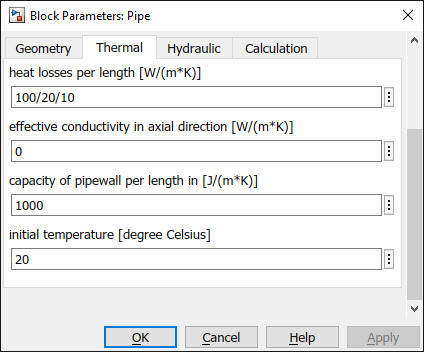 Block Parameters: Pipe
Geometry Thermal Hydraulic Calculation
heat losses per length [W/(m*K)]
100/20/10
effective conductivity in axial direction [W/(m*K)]
0
capacity of pipewall per length in [J/(m*K)]
1000
initial temperature [degree Celsius]
20
OK Cancel Help Apply